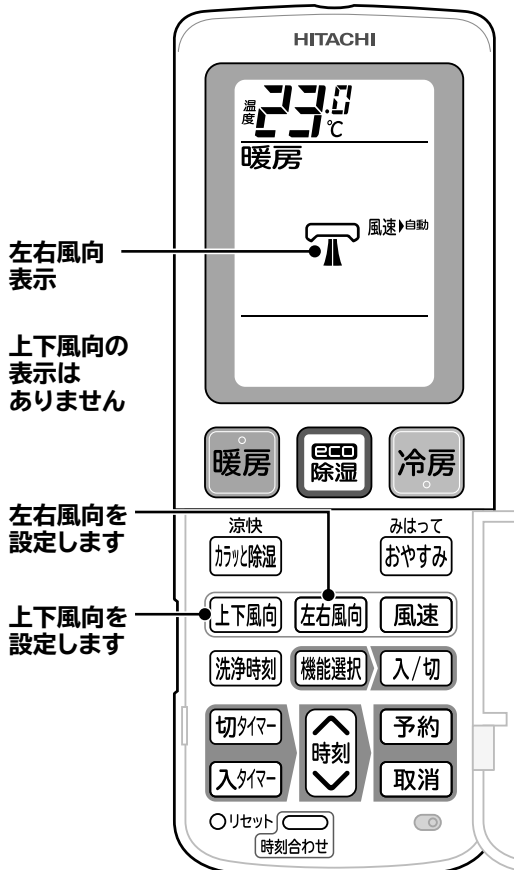 HITACHI
温度 23.0 ℃
暖房
風速 自動
左右風向
表示
上下風向の
表示は
ありません
暖房
eco
除湿
冷房
左右風向を
設定します
涼快
カラッと除湿
みはって
おやすみ
上下風向を
設定します
上下風向
左右風向
風速
洗浄時刻
機能選択
入/切
切タイマー
時刻
予約
入タイマー
取消
リセット
時刻合わせ